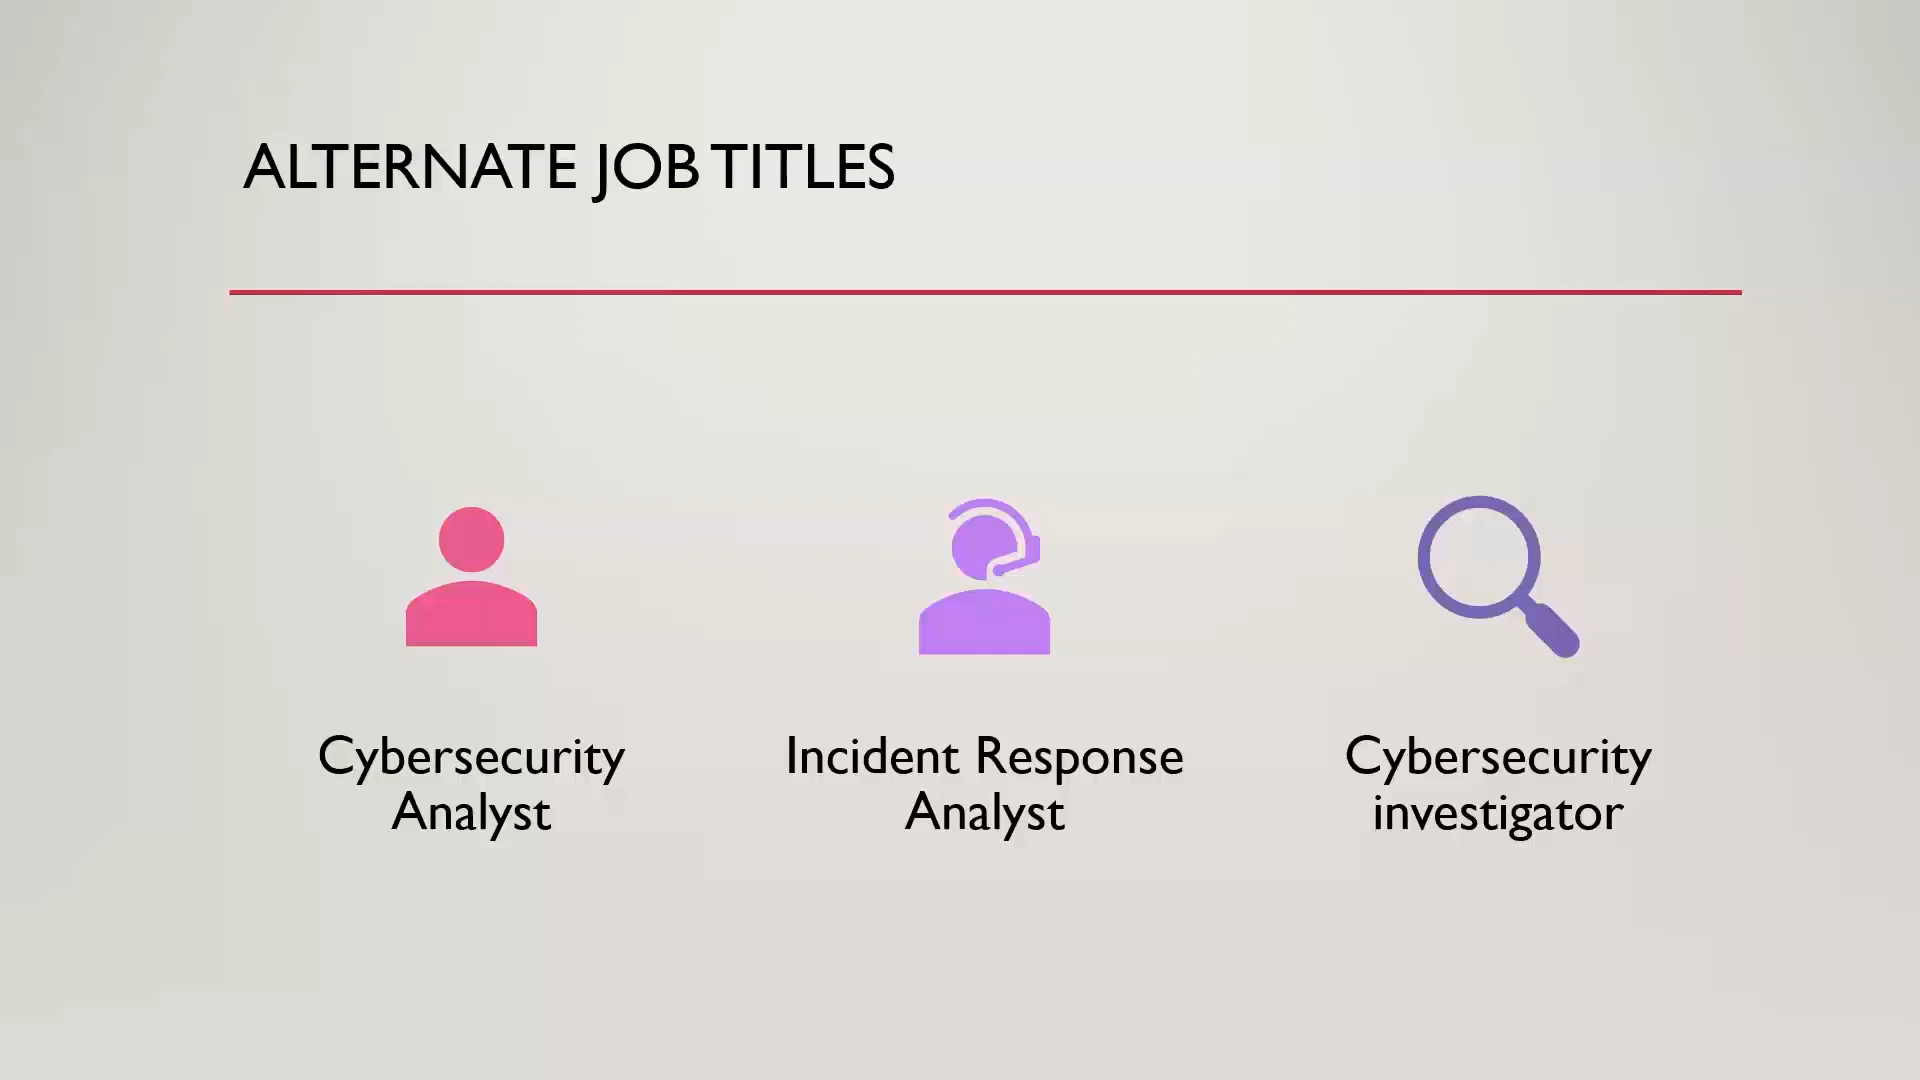 ALTERNATE JOB TITLES
Cybersecurity
Analyst
Incident Response
Analyst
Cybersecurity
investigator